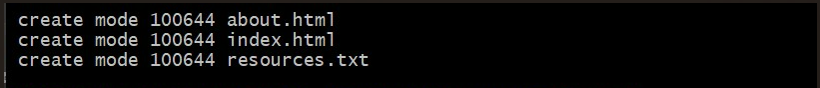 create mode 100644 about.html
create mode 100644 index.html
create mode 100644 resources.txt